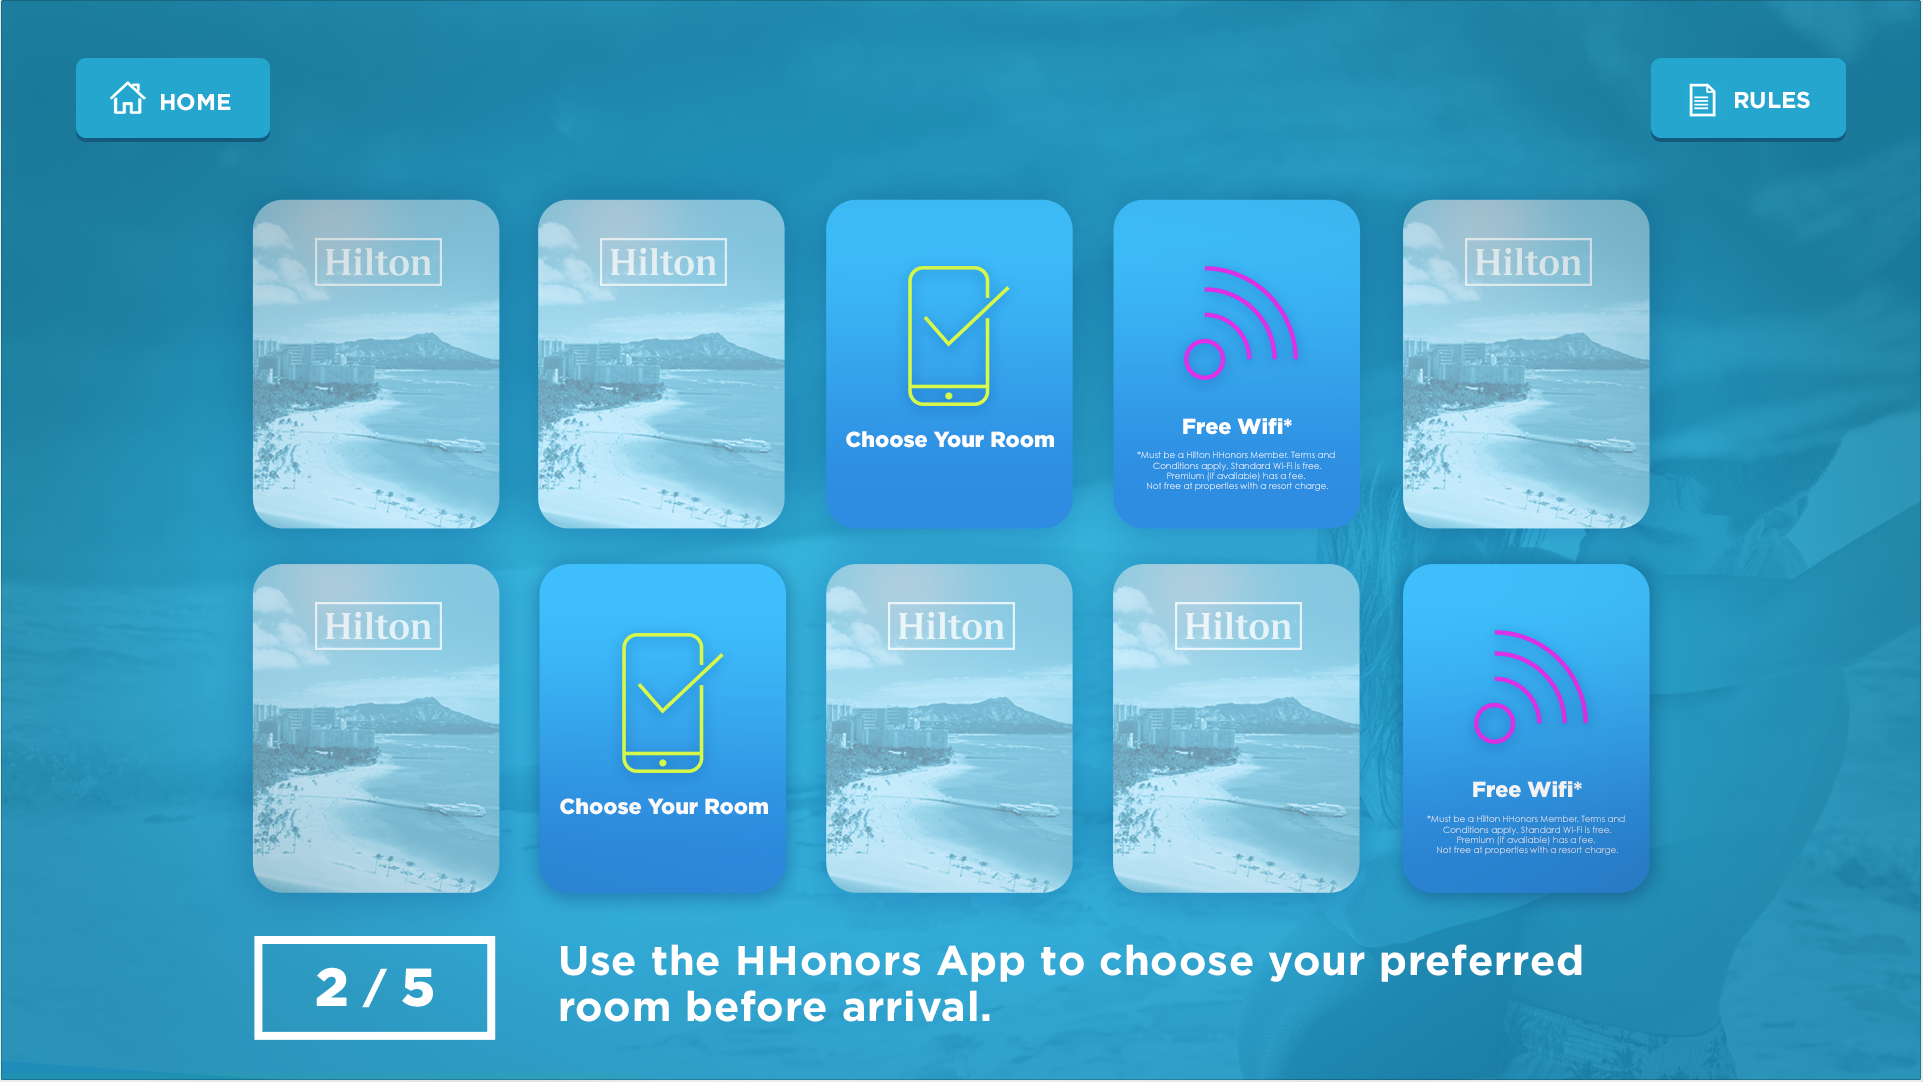 HOME
RULES
Hilton
Hilton
Choose Your Room
Free Wifi*
*Must be a Hilton HHonors Member. Terms and
Conditions apply. Standard Wi-Fi is free.
Premium (if available) has a fee.
Not free at properties with a resort charge.
Hilton
Hilton
Choose Your Room
Hilton
Hilton
Free Wifi*
*Must be a Hilton HHonors Member. Terms and
Conditions apply. Standard Wi-Fi is free.
Premium (if available) has a fee.
Not free at properties with a resort charge.
2 / 5
Use the HHonors App to choose your preferred
room before arrival.